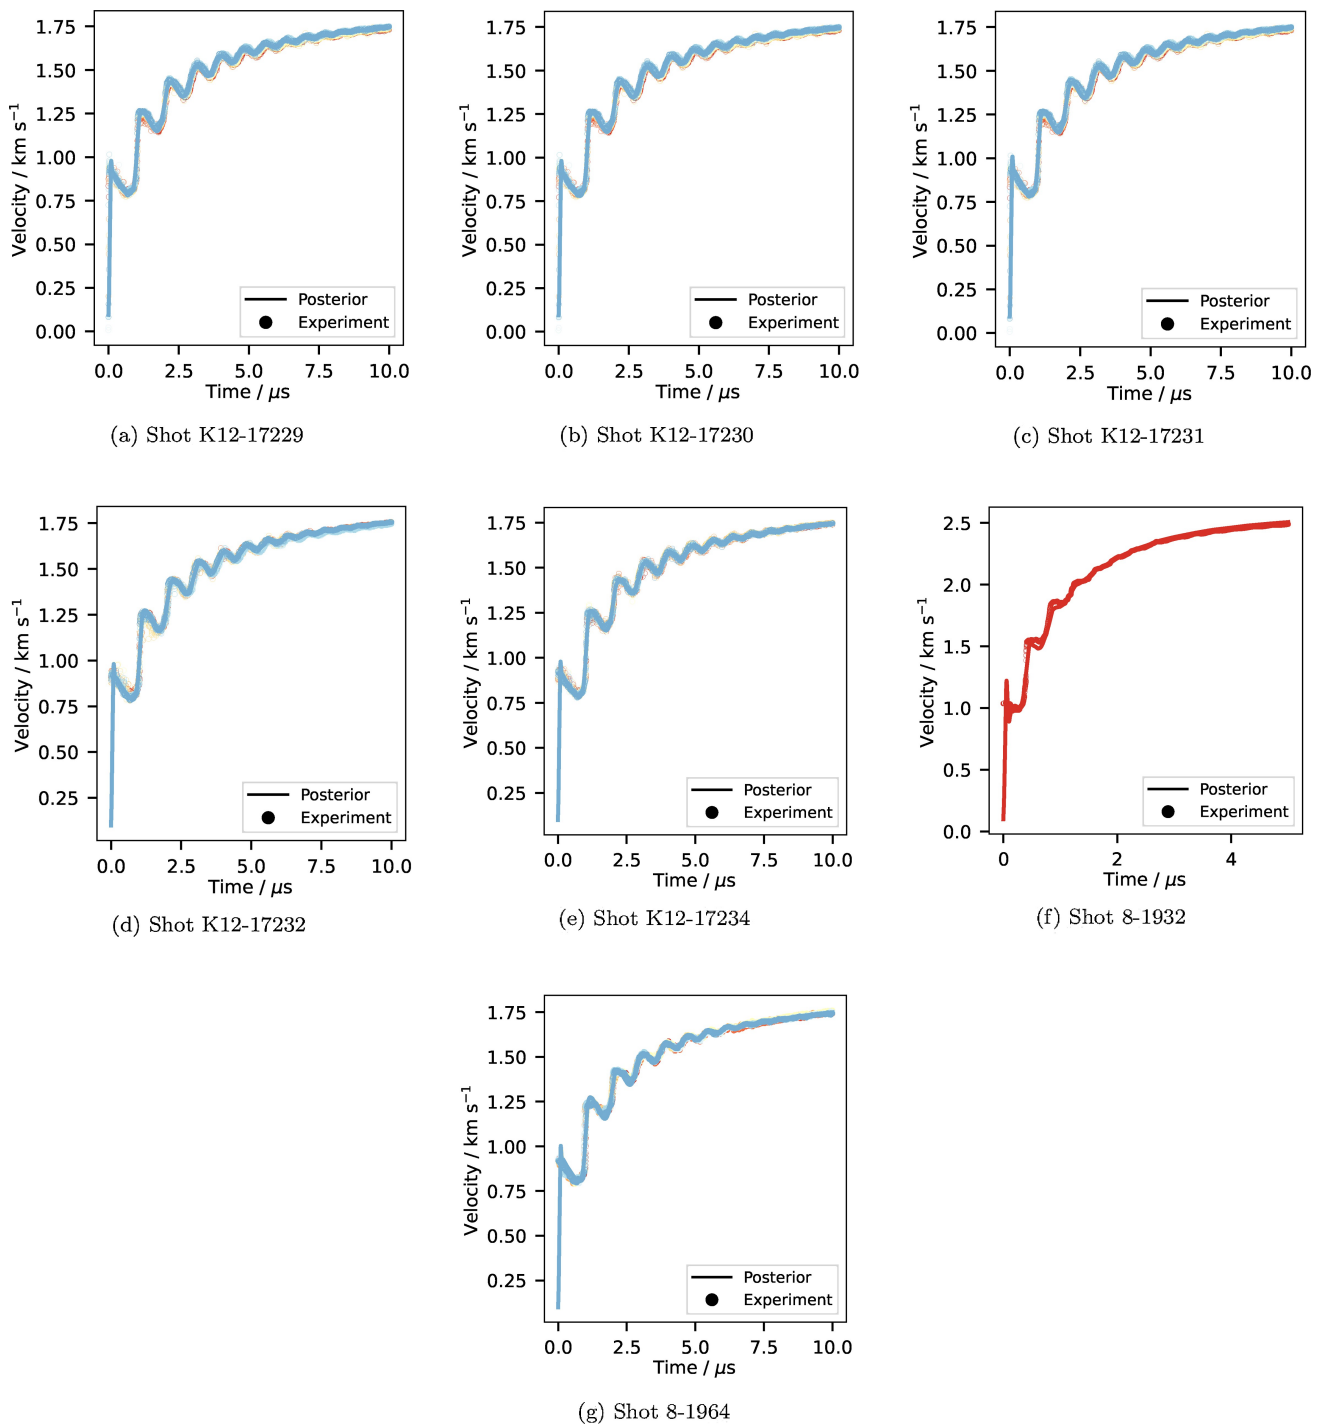 1.75
1.50
1.25
1.00
0.75
0.50
0.25
0.00
Velocity / km s⁻¹
Posterior
Experiment
0.0 2.5 5.0 7.5 10.0
Time / μs
(a) Shot K12-17229
1.75
1.50
1.25
1.00
0.75
0.50
0.25
0.00
Velocity / km s⁻¹
Posterior
Experiment
0.0 2.5 5.0 7.5 10.0
Time / μs
(b) Shot K12-17230
1.75
1.50
1.25
1.00
0.75
0.50
0.25
0.00
Velocity / km s⁻¹
Posterior
Experiment
0.0 2.5 5.0 7.5 10.0
Time / μs
(c) Shot K12-17231
1.75
1.50
1.25
1.00
0.75
0.50
0.25
Velocity / km s⁻¹
Posterior
Experiment
0.0 2.5 5.0 7.5 10.0
Time / μs
(d) Shot K12-17232
1.75
1.50
1.25
1.00
0.75
0.50
0.25
Velocity / km s⁻¹
Posterior
Experiment
0.0 2.5 5.0 7.5 10.0
Time / μs
(e) Shot K12-17234
2.5
2.0
1.5
1.0
0.5
0.0
Velocity / km s⁻¹
Posterior
Experiment
0 2 4
Time / μs
(f) Shot 8-1932
1.75
1.50
1.25
1.00
0.75
0.50
0.25
Velocity / km s⁻¹
Posterior
Experiment
0.0 2.5 5.0 7.5 10.0
Time / μs
(g) Shot 8-1964